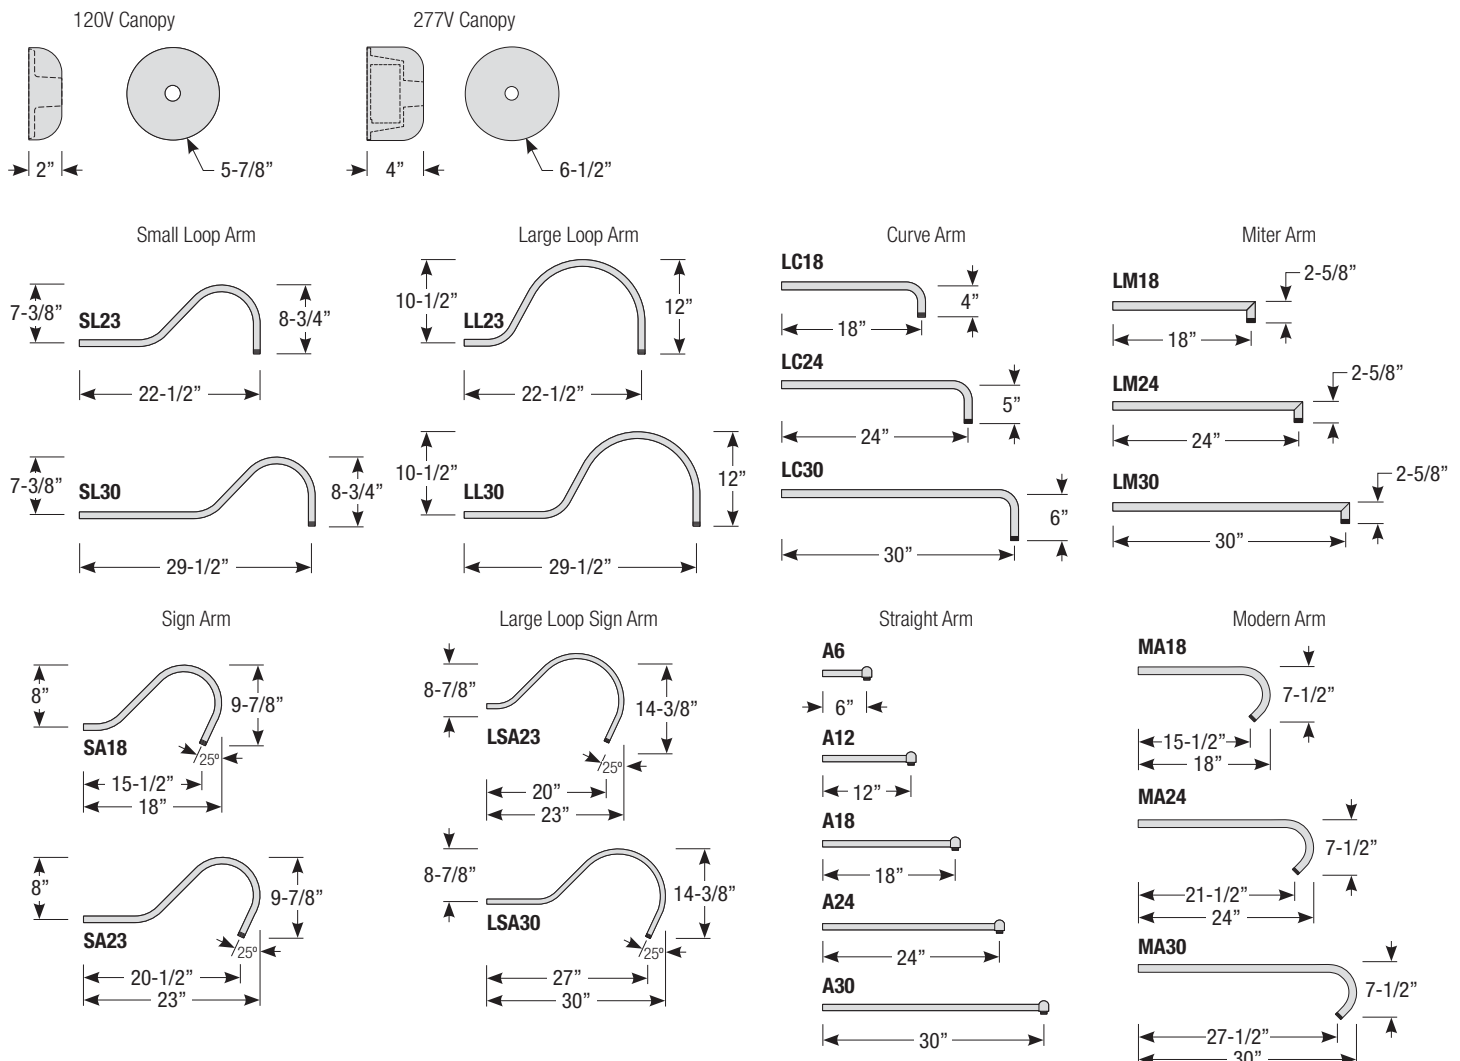 120V Canopy
277V Canopy
2”
5-7/8”
4”
6-1/2”
Small Loop Arm
7-3/8”
SL23
8-3/4”
22-1/2”
7-3/8”
SL30
8-3/4”
29-1/2”
Large Loop Arm
10-1/2”
LL23
12”
22-1/2”
10-1/2”
LL30
12”
29-1/2”
Curve Arm
LC18
4”
18”
LC24
5”
24”
LC30
6”
30”
Miter Arm
LM18
2-5/8”
18”
LM24
2-5/8”
24”
LM30
2-5/8”
30”
Sign Arm
8”
9-7/8”
SA18
25º
15-1/2”
18”
8”
9-7/8”
SA23
25º
20-1/2”
23”
Large Loop Sign Arm
8-7/8”
14-3/8”
LSA23
25º
20”
23”
8-7/8”
14-3/8”
LSA30
25º
27”
30”
Straight Arm
A6
6”
A12
12”
A18
18”
A24
24”
A30
30”
Modern Arm
MA18
7-1/2”
15-1/2”
18”
MA24
7-1/2”
21-1/2”
24”
MA30
7-1/2”
27-1/2”
30”